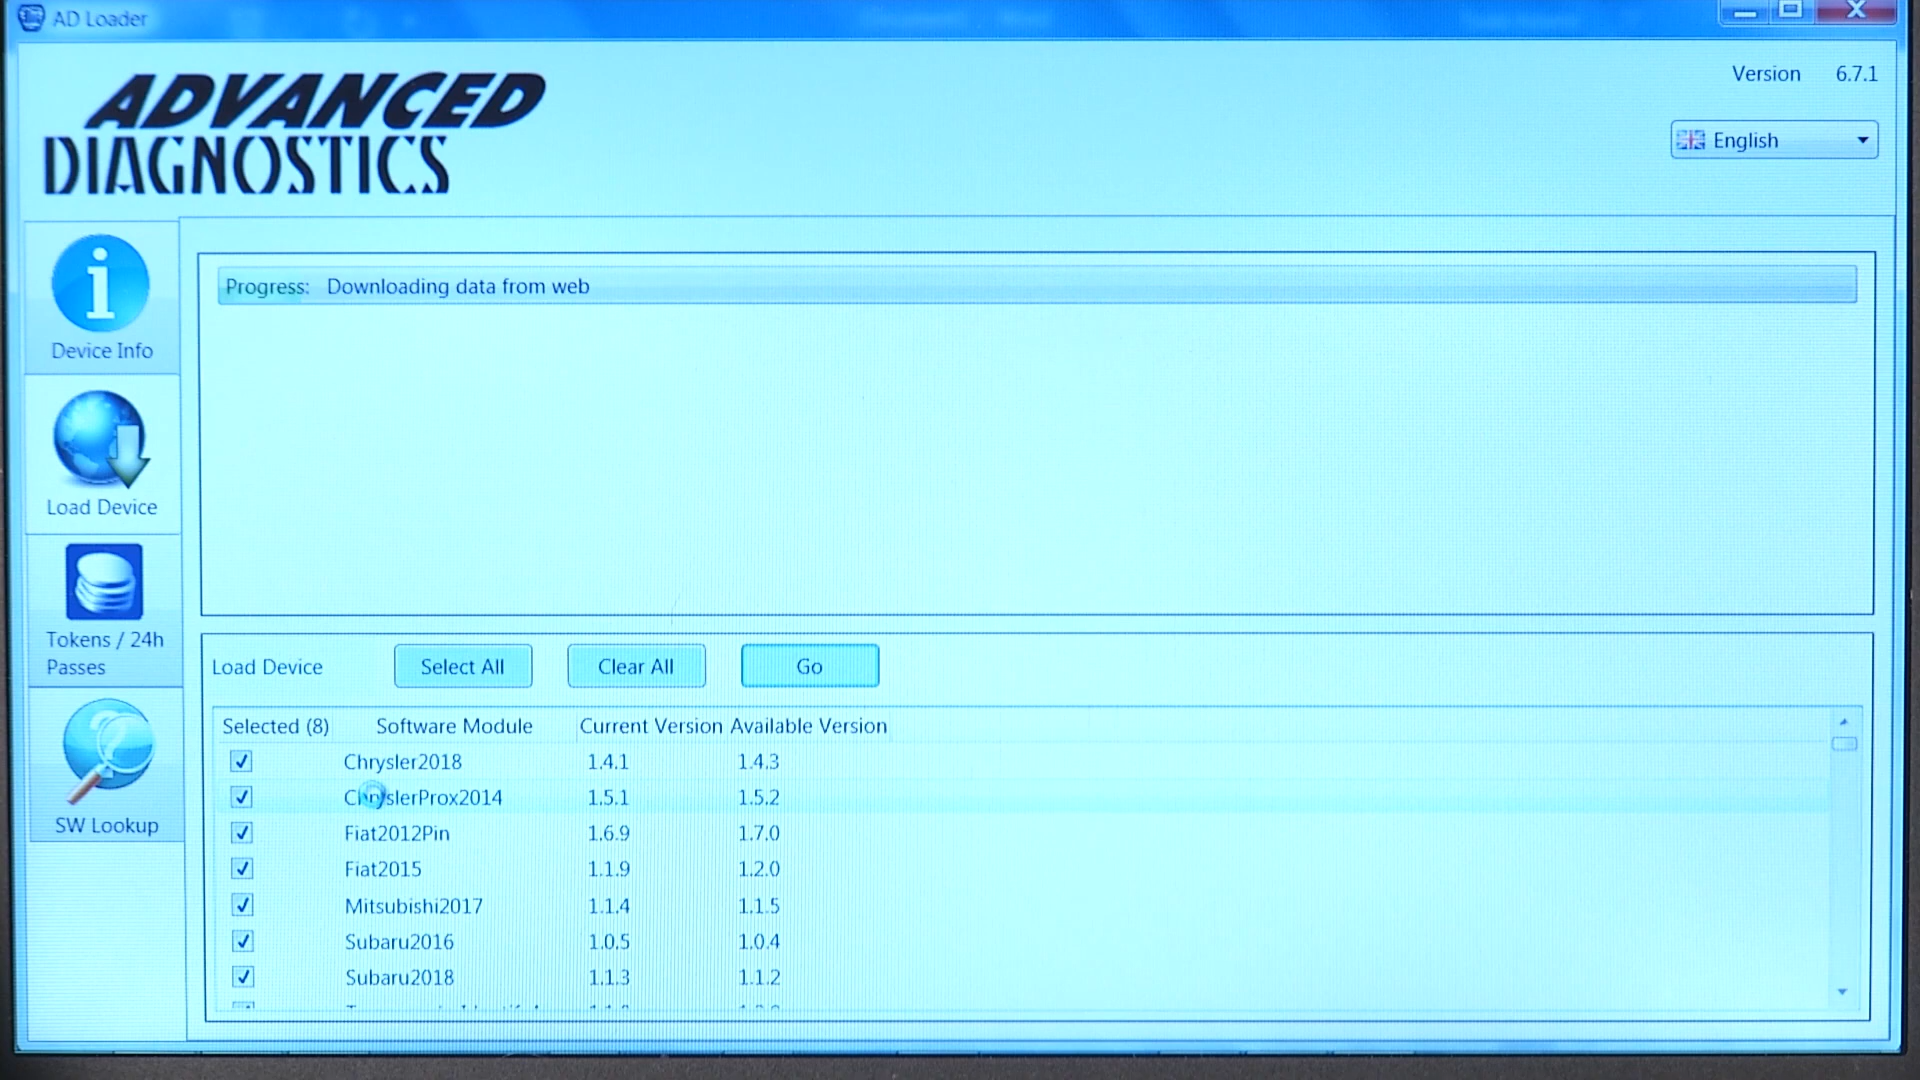 AD Loader
ADVANCED
DIAGNOSTICS
Version 6.7.1
English
Device Info
Load Device
Tokens / 24h
Passes
SW Lookup
Progress: Downloading data from web
Load Device Select All Clear All Go
Selected (8) Software Module Current Version Available Version
Chrysler2018 1.4.1 1.4.3
ChryslerProx2014 1.5.1 1.5.2
Fiat2012Pin 1.6.9 1.7.0
Fiat2015 1.1.9 1.2.0
Mitsubishi2017 1.1.4 1.1.5
Subaru2016 1.0.5 1.0.4
Subaru2018 1.1.3 1.1.2